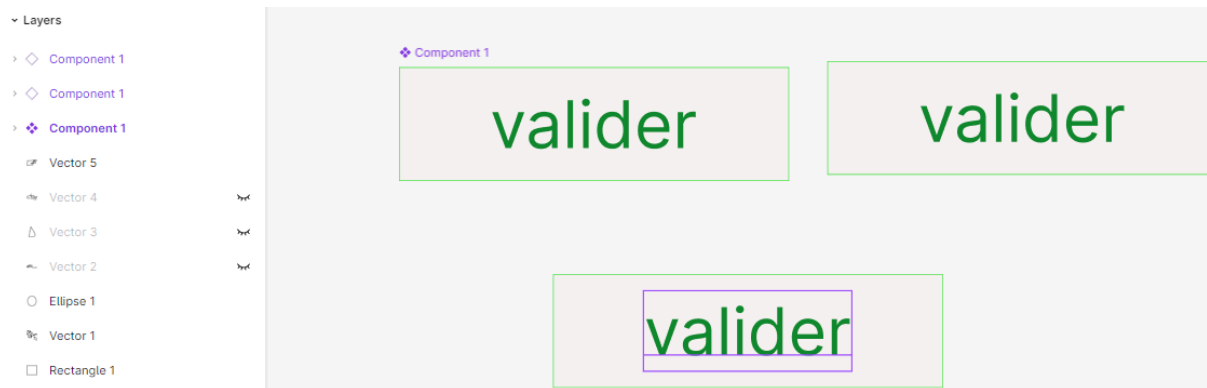 Layers
Component 1
Component 1
Component 1
Vector 5
Vector 4
Vector 3
Vector 2
Ellipse 1
Vector 1
Rectangle 1
Component 1
valider
valider
valider